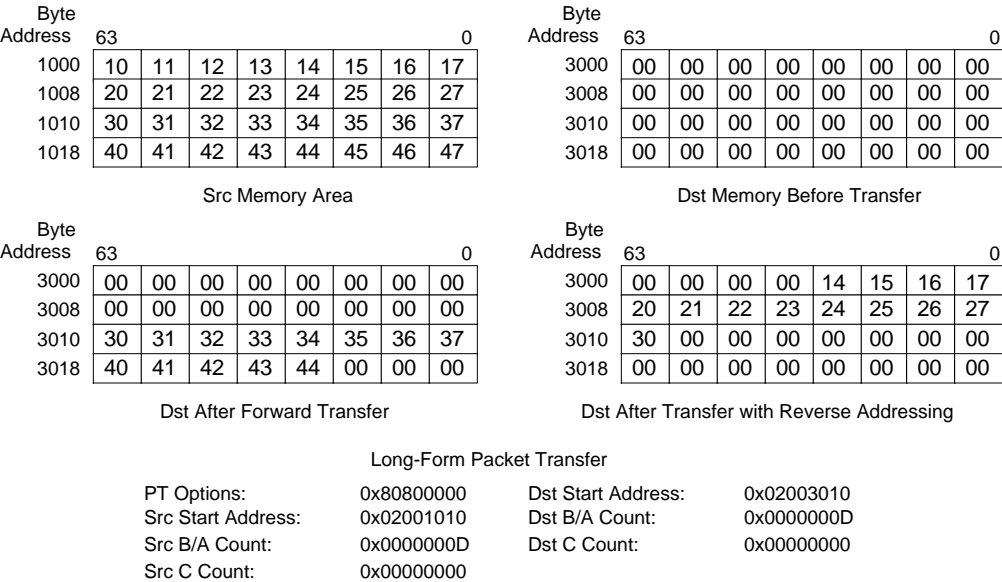 Byte Address 63 0
1000 10 11 12 13 14 15 16 17
1008 20 21 22 23 24 25 26 27
1010 30 31 32 33 34 35 36 37
1018 40 41 42 43 44 45 46 47
Src Memory Area
Byte Address 63 0
3000 00 00 00 00 00 00 00 00
3008 00 00 00 00 00 00 00 00
3010 00 00 00 00 00 00 00 00
3018 00 00 00 00 00 00 00 00
Dst Memory Before Transfer
Byte Address 63 0
3000 00 00 00 00 00 00 00 00
3008 00 00 00 00 00 00 00 00
3010 30 31 32 33 34 35 36 37
3018 40 41 42 43 44 00 00 00
Dst After Forward Transfer
Byte Address 63 0
3000 00 00 00 00 14 15 16 17
3008 20 21 22 23 24 25 26 27
3010 30 00 00 00 00 00 00 00
3018 00 00 00 00 00 00 00 00
Dst After Transfer with Reverse Addressing
Long-Form Packet Transfer
PT Options: 0x80800000 Dst Start Address: 0x02003010
Src Start Address: 0x02001010 Dst B/A Count: 0x0000000D
Src B/A Count: 0x0000000D Dst C Count: 0x00000000
Src C Count: 0x00000000